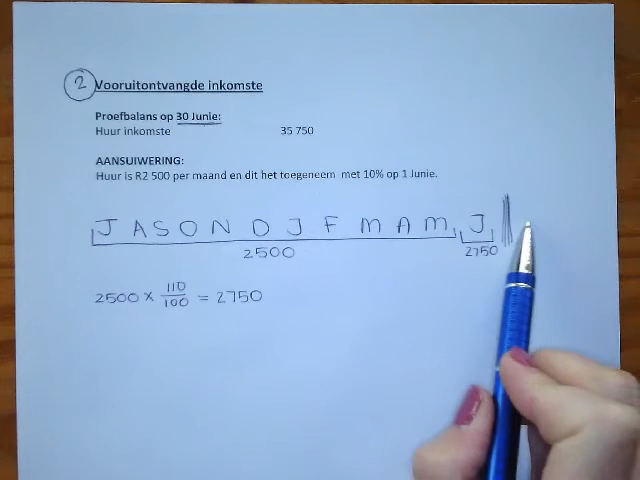 2 Vooruitontvangde inkomste
Proefbalans op 30 Junie:
Huur inkomste 35 750
AANSUIWERING:
Huur is R2 500 per maand en dit het toegeneem met 10% op 1 Junie.
J A S O N D J F M A M J
2500 2750
2500 × 110/100 = 2750